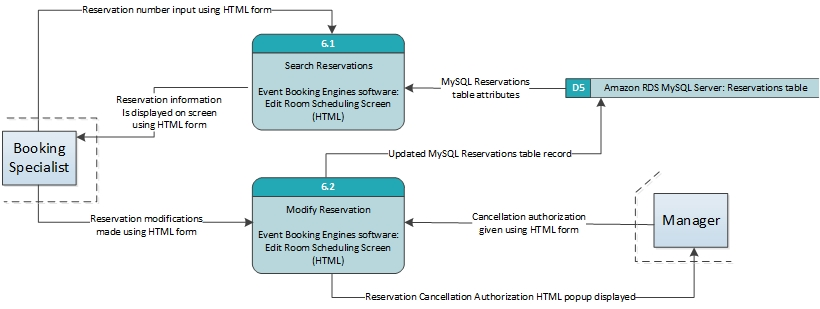 Reservation number input using HTML form
6.1
Search Reservations
Event Booking Engines software:
Edit Room Scheduling Screen
(HTML)
MySQL Reservations
table attributes
D5
Amazon RDS MySQL Server: Reservations table
Reservation information
Is displayed on screen
using HTML form
Booking
Specialist
Updated MySQL Reservations table record
6.2
Modify Reservation
Event Booking Engines software:
Edit Room Scheduling Screen
(HTML)
Reservation modifications
made using HTML form
Cancellation authorization
given using HTML form
Manager
Reservation Cancellation Authorization HTML popup displayed